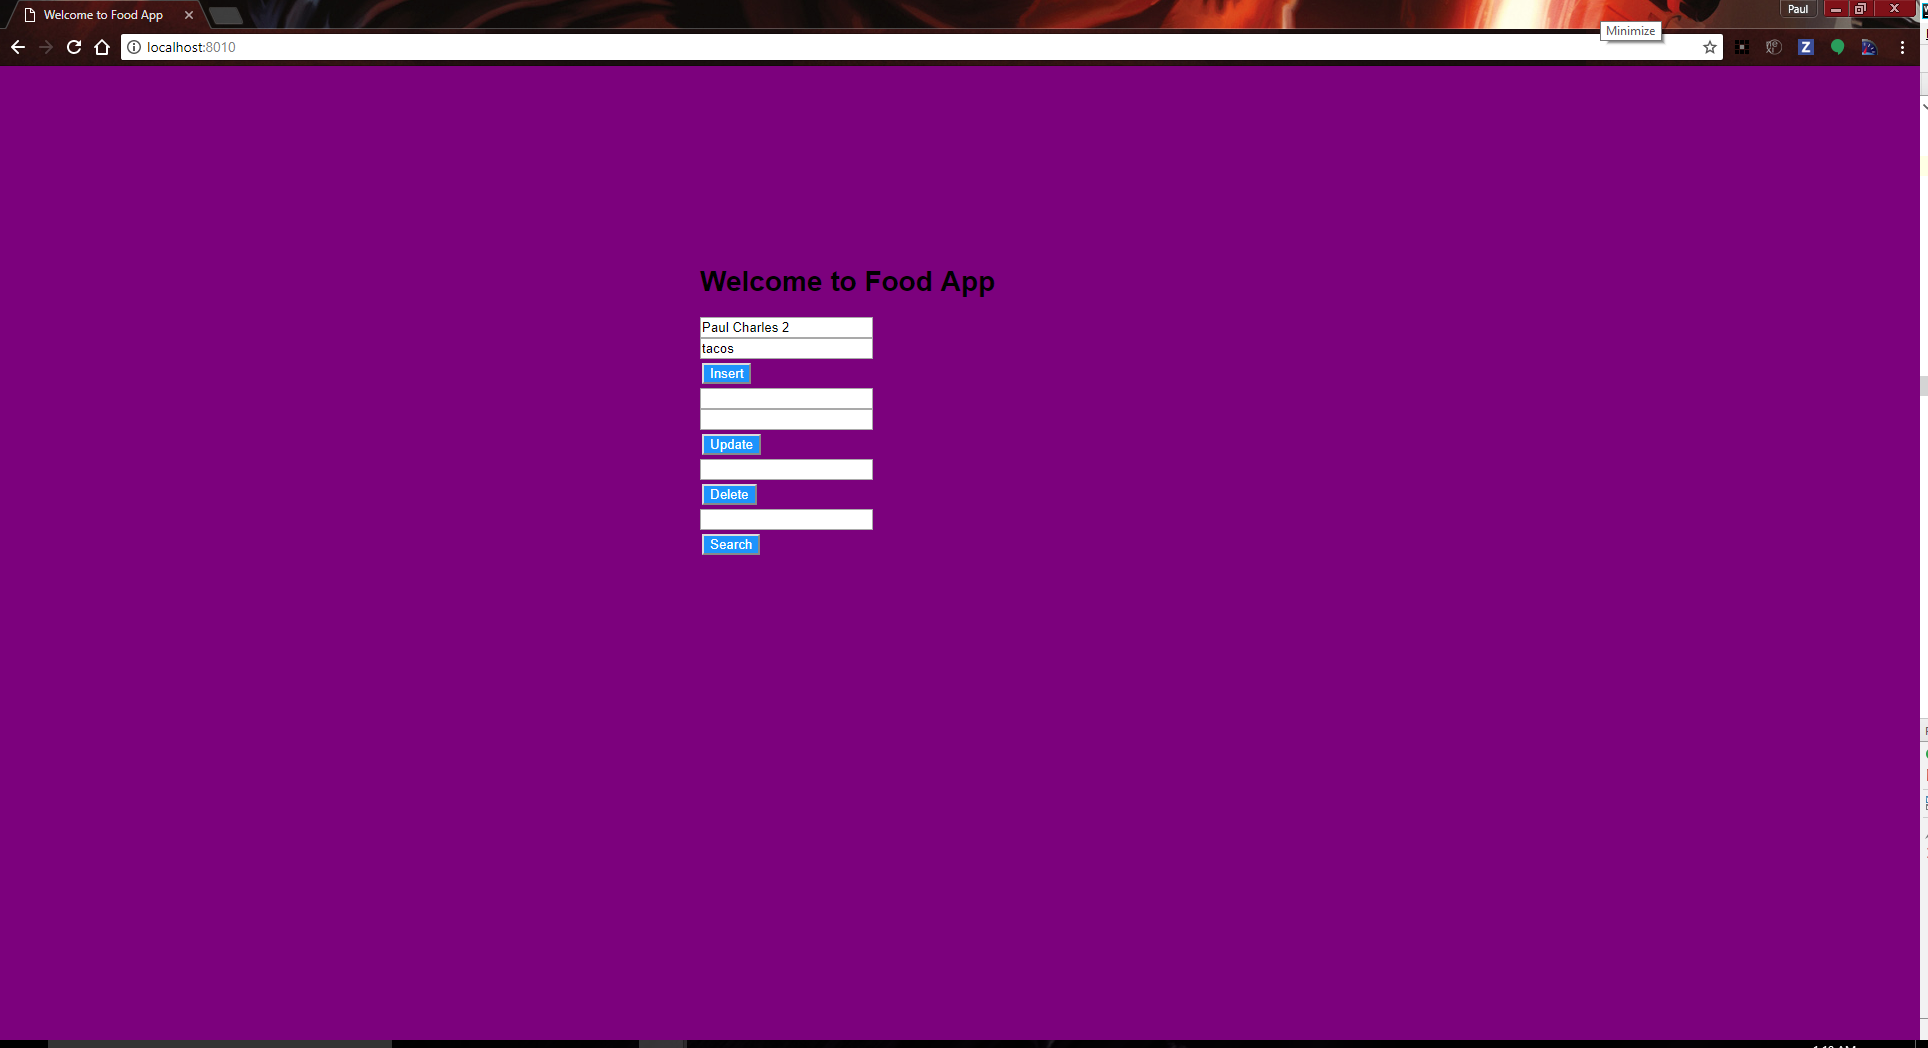 Welcome to Food App
Paul
Minimize
localhost:8010
Z
Welcome to Food App
Paul Charles 2
tacos
Insert
Update
Delete
Search